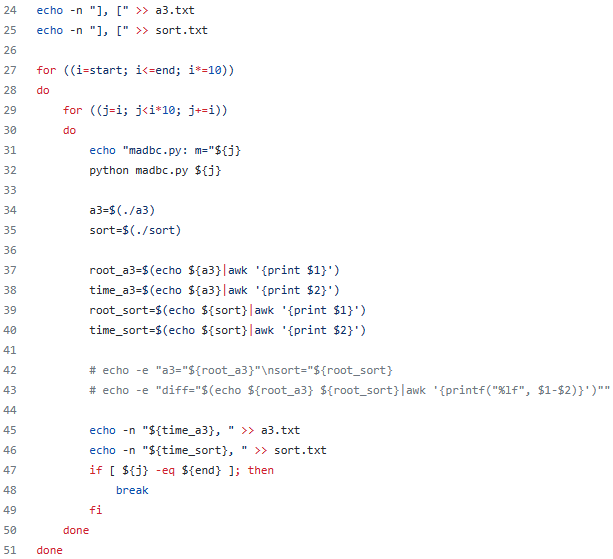 24 echo -n "], [" >> a3.txt
25 echo -n "], [" >> sort.txt
26
27 for ((i=start; i<=end; i*=10))
28 do
29     for ((j=i; j<i*10; j+=i))
30     do
31         echo "madbc.py: m="${j}
32         python madbc.py ${j}
33
34         a3=$(./a3)
35         sort=$(./sort)
36
37         root_a3=$(echo ${a3}|awk '{print $1}')
38         time_a3=$(echo ${a3}|awk '{print $2}')
39         root_sort=$(echo ${sort}|awk '{print $1}')
40         time_sort=$(echo ${sort}|awk '{print $2}')
41
42         # echo -e "a3="${root_a3}"\nsort="${root_sort}
43         # echo -e "diff="$(echo ${root_a3} ${root_sort}|awk '{printf("%lf", $1-$2)}')""
44
45         echo -n "${time_a3}, " >> a3.txt
46         echo -n "${time_sort}, " >> sort.txt
47         if [ ${j} -eq ${end} ]; then
48             break
49         fi
50     done
51 done